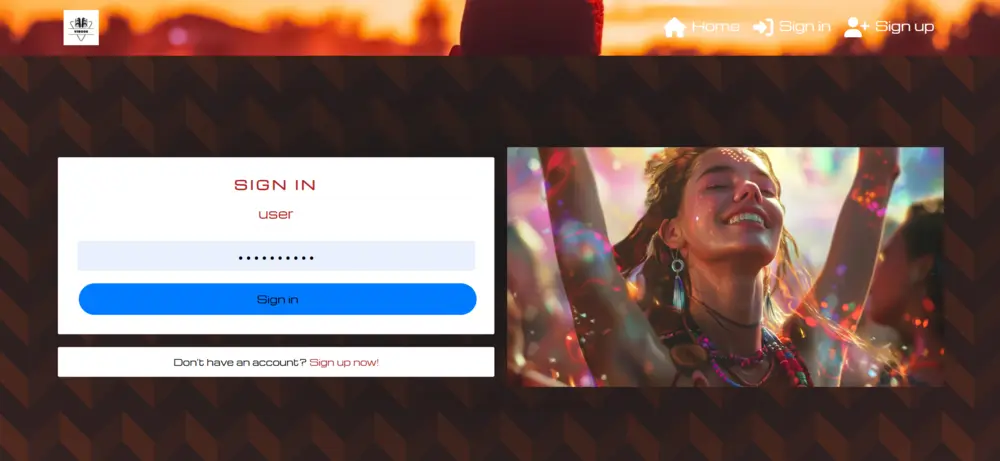 Home Sign in Sign up
SIGN IN
user
••••••••••
Sign in
Don't have an account? Sign up now!